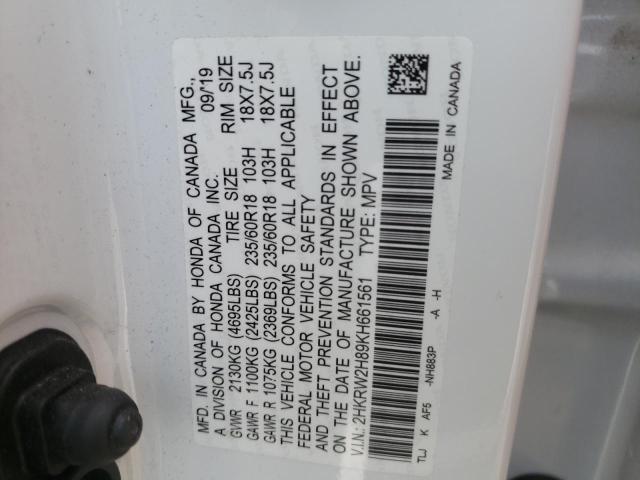 MFD. IN CANADA BY HONDA OF CANADA MFG.,
A DIVISION OF HONDA CANADA INC. 09/'19
GVWR 2130KG (4695LBS) TIRE SIZE RIM SIZE
GAWR F 1100KG (2425LBS) 235/60R18 103H 18X7.5J
GAWR R 1075KG (2369LBS) 235/60R18 103H 18X7.5J
THIS VEHICLE CONFORMS TO ALL APPLICABLE
FEDERAL MOTOR VEHICLE SAFETY
AND THEFT PREVENTION STANDARDS IN EFFECT
ON THE DATE OF MANUFACTURE SHOWN ABOVE.
V.I.N.: 2HKRW2H89KH661561 TYPE: MPV
TLJ K AF5 -NH883P -A -H MADE IN CANADA